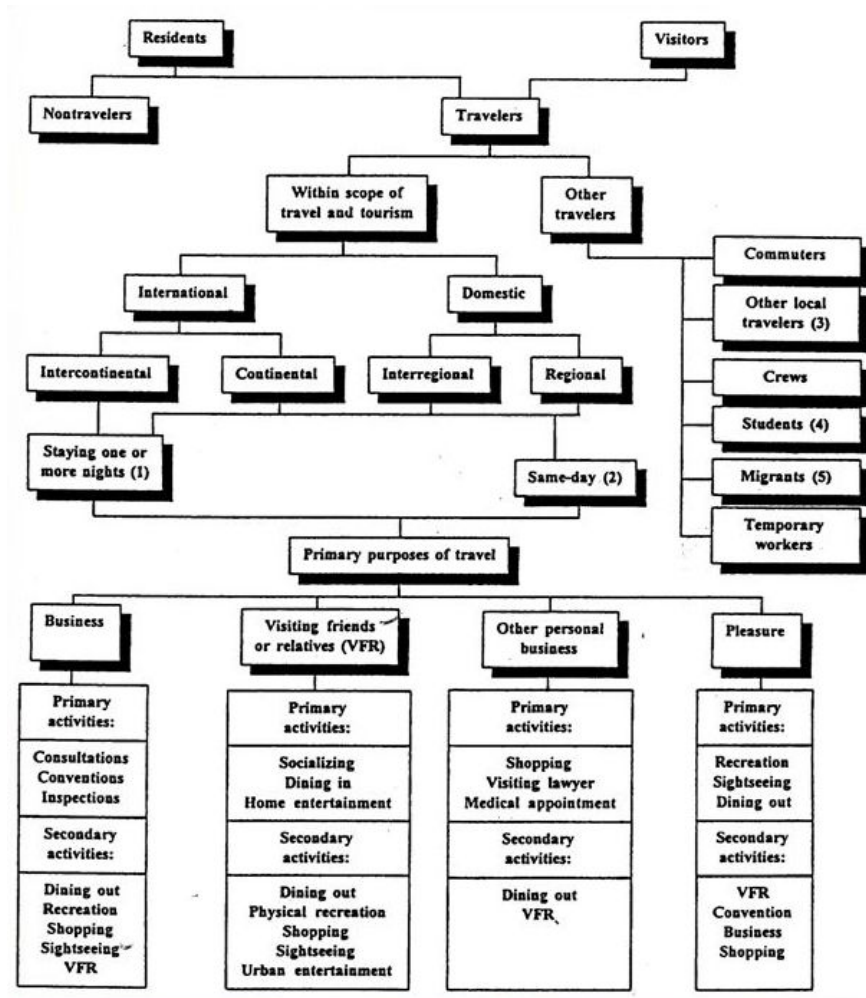 Residents
Visitors
Nontravelers
Travelers
Within scope of
travel and tourism
Other
travelers
Commuters
Other local
travelers (3)
Crews
Students (4)
Migrants (5)
Temporary
workers
International
Domestic
Intercontinental
Continental
Interregional
Regional
Staying one or
more nights (1)
Same-day (2)
Primary purposes of travel
Business
Visiting friends
or relatives (VFR)
Other personal
business
Pleasure
Primary
activities:
Consultations
Conventions
Inspections
Secondary
activities:
Dining out
Recreation
Shopping
Sightseeing
VFR
Primary
activities:
Socializing
Dining in
Home entertainment
Secondary
activities:
Dining out
Physical recreation
Shopping
Sightseeing
Urban entertainment
Primary
activities:
Shopping
Visiting lawyer
Medical appointment
Secondary
activities:
Dining out
VFR
Primary
activities:
Recreation
Sightseeing
Dining out
Secondary
activities:
VFR
Convention
Business
Shopping